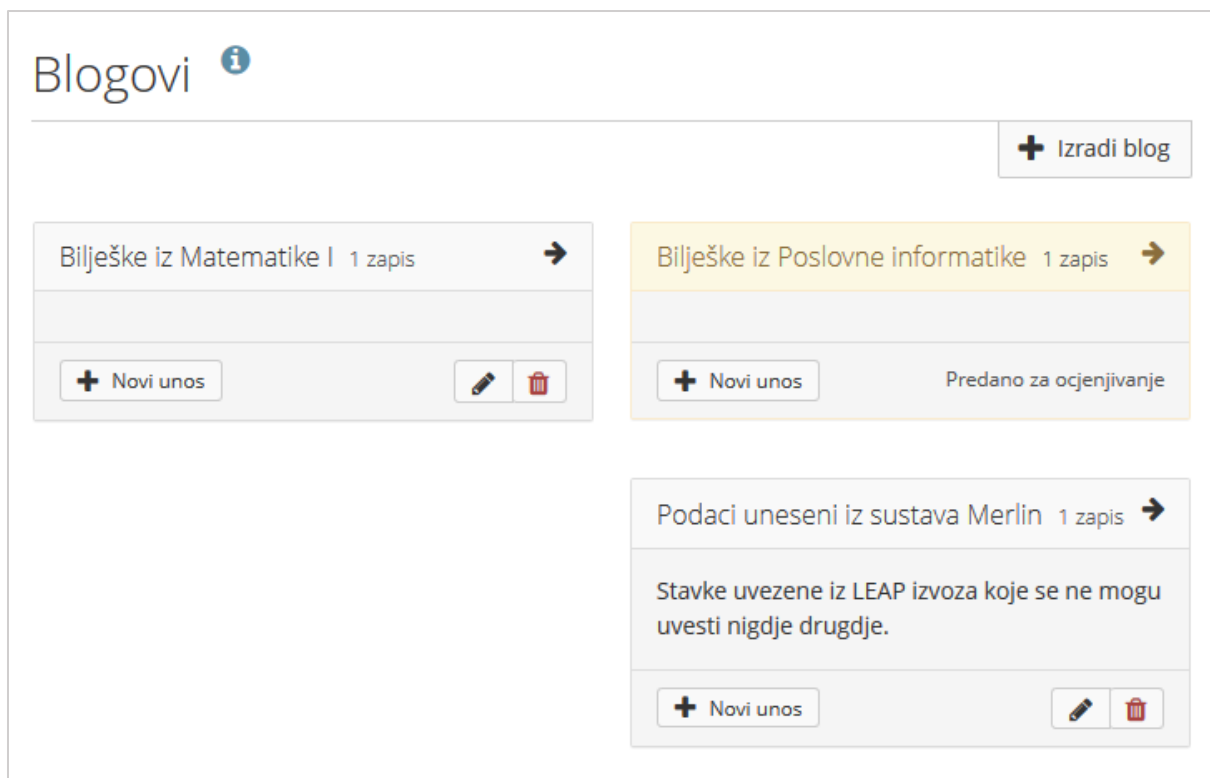 Blogovi
Izradi blog
Bilješke iz Matematike I 1 zapis
Novi unos
Bilješke iz Poslovne informatike 1 zapis
Novi unos
Predano za ocjenjivanje
Podaci uneseni iz sustava Merlin 1 zapis
Stavke uvezene iz LEAP izvoza koje se ne mogu
uvesti nigdje drugdje.
Novi unos